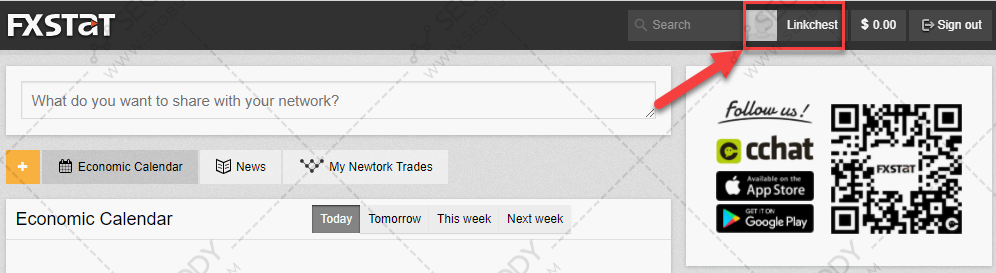 FXSTAT
Search
Linkchest
$ 0.00
Sign out
What do you want to share with your network?
+
Economic Calendar
News
My Newtork Trades
Economic Calendar
Today
Tomorrow
This week
Next week
Follow us!
cchat
Available on the
App Store
GET IT ON
Google Play
FXSTAT